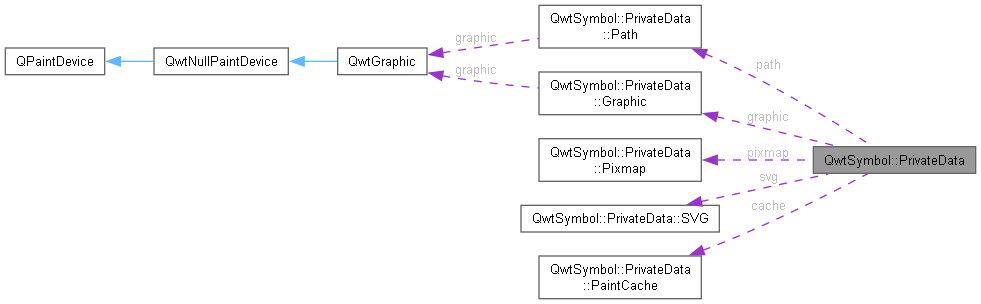 QwtSymbol::PrivateData
::Path
graphic
path
QPaintDevice
QwtNullPaintDevice
QwtGraphic
graphic
QwtSymbol::PrivateData
::Graphic
graphic
QwtSymbol::PrivateData
::Pixmap
pixmap
QwtSymbol::PrivateData
svg
QwtSymbol::PrivateData::SVG
cache
QwtSymbol::PrivateData
::PaintCache